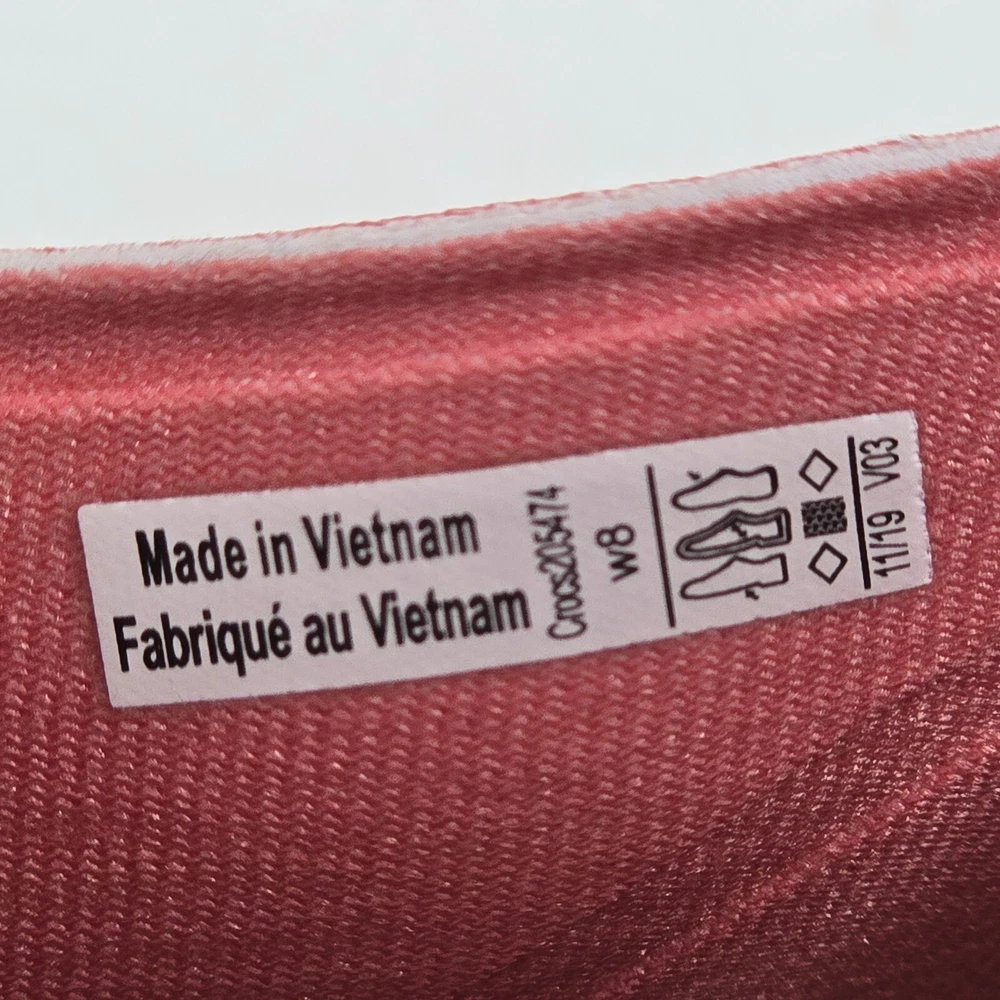 Made in Vietnam
Fabriqué au Vietnam
Crocs205474
w8
11/19 V03